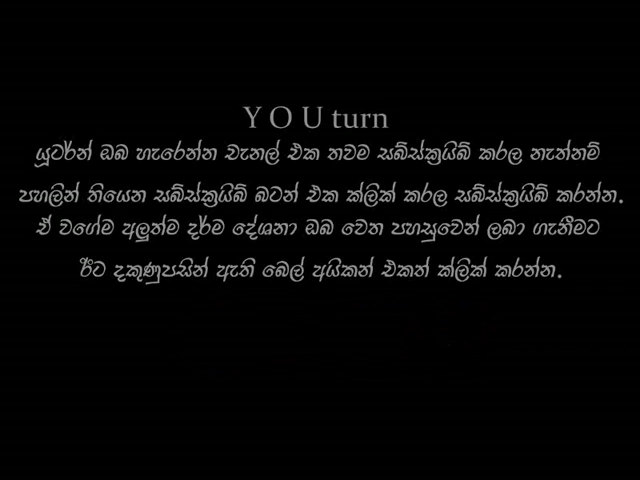 Y O U turn
යූටර්න් ඔබ හැරෙන්න චැනල් එක තවම සබ්ස්ක්‍රයිබ් කරල නැත්නම්
පහලින් තියෙන සබ්ස්ක්‍රයිබ් බටන් එක ක්ලික් කරල සබ්ස්ක්‍රයිබ් කරන්න.
ඒ වගේම අලුත්ම දර්ම දේශනා ඔබ වෙත පහසුවෙන් ලබා ගැනීමට
ඊට දකුණුපසින් ඇති බෙල් අයිකන් එකත් ක්ලික් කරන්න.